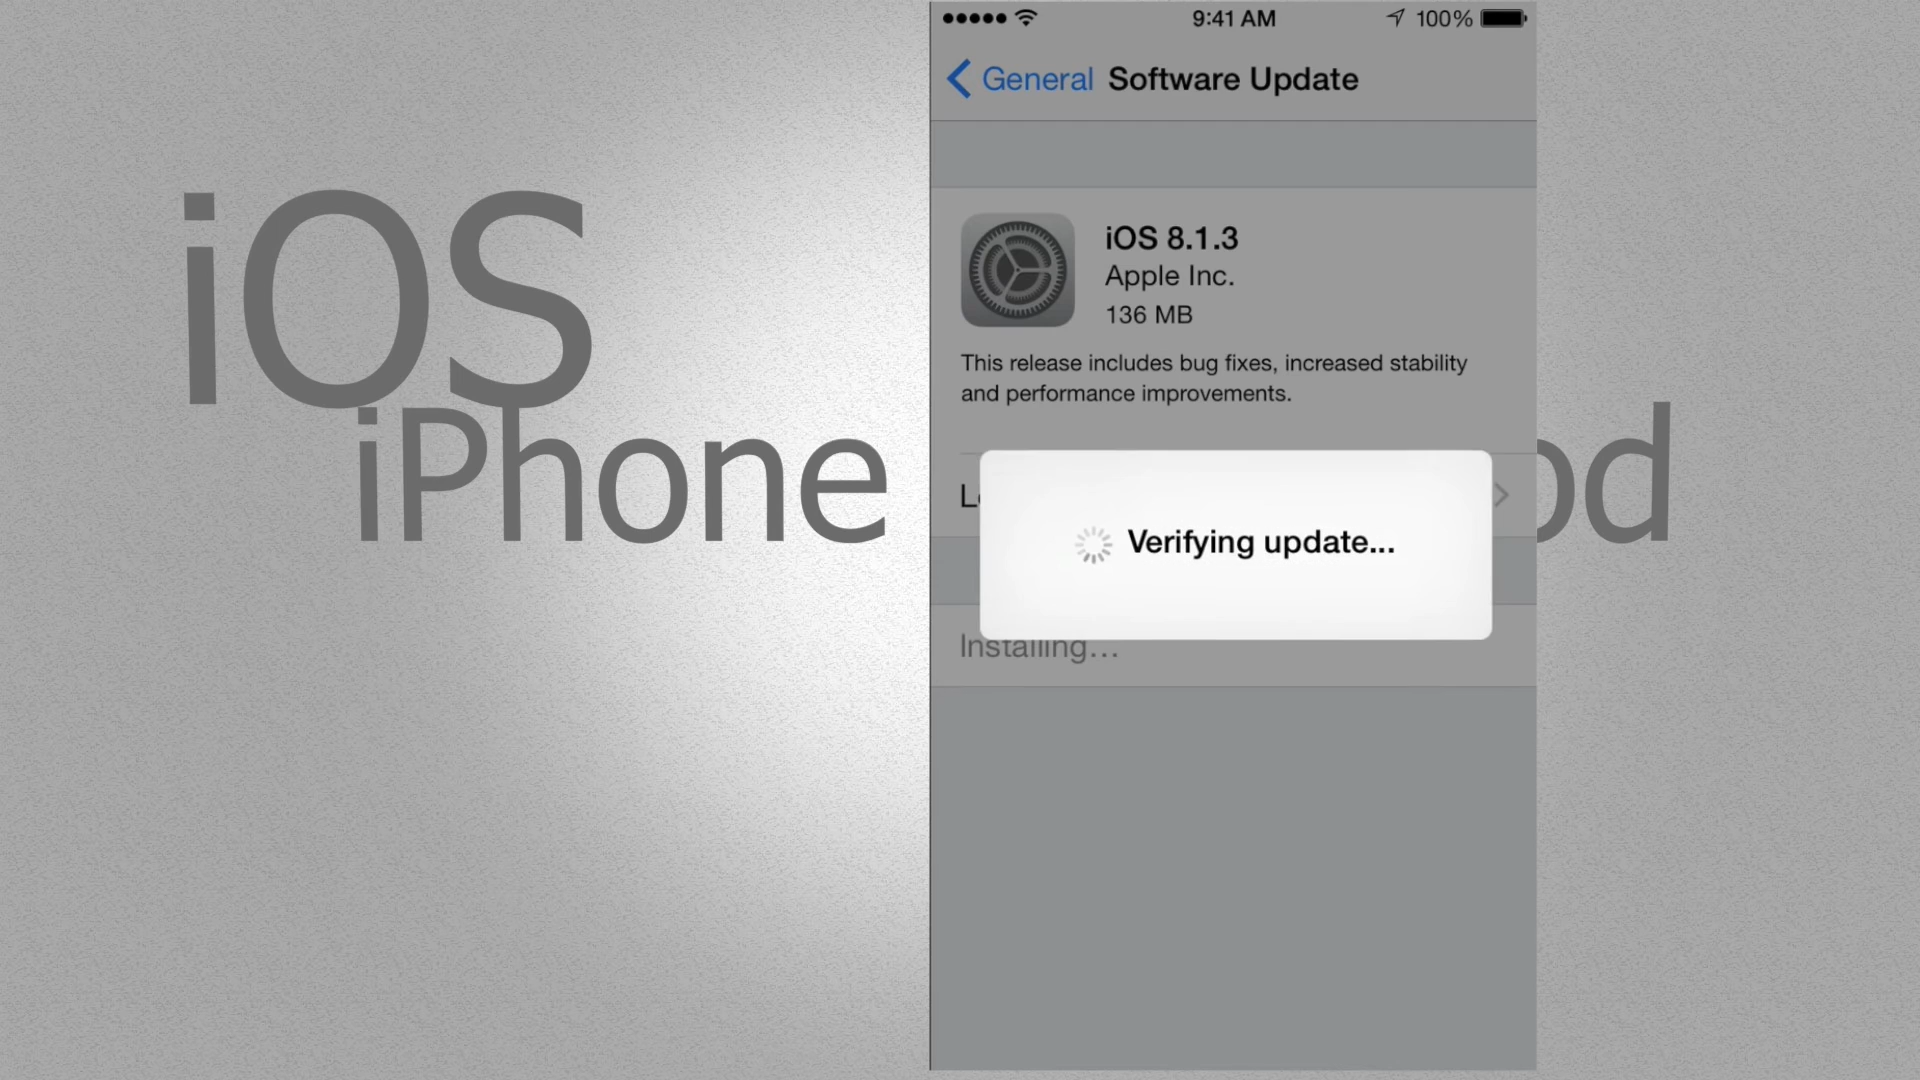 9:41 AM 100%
General Software Update
iOS
iOS 8.1.3
Apple Inc.
136 MB
This release includes bug fixes, increased stability
and performance improvements.
iPhone
Verifying update...
Installing...